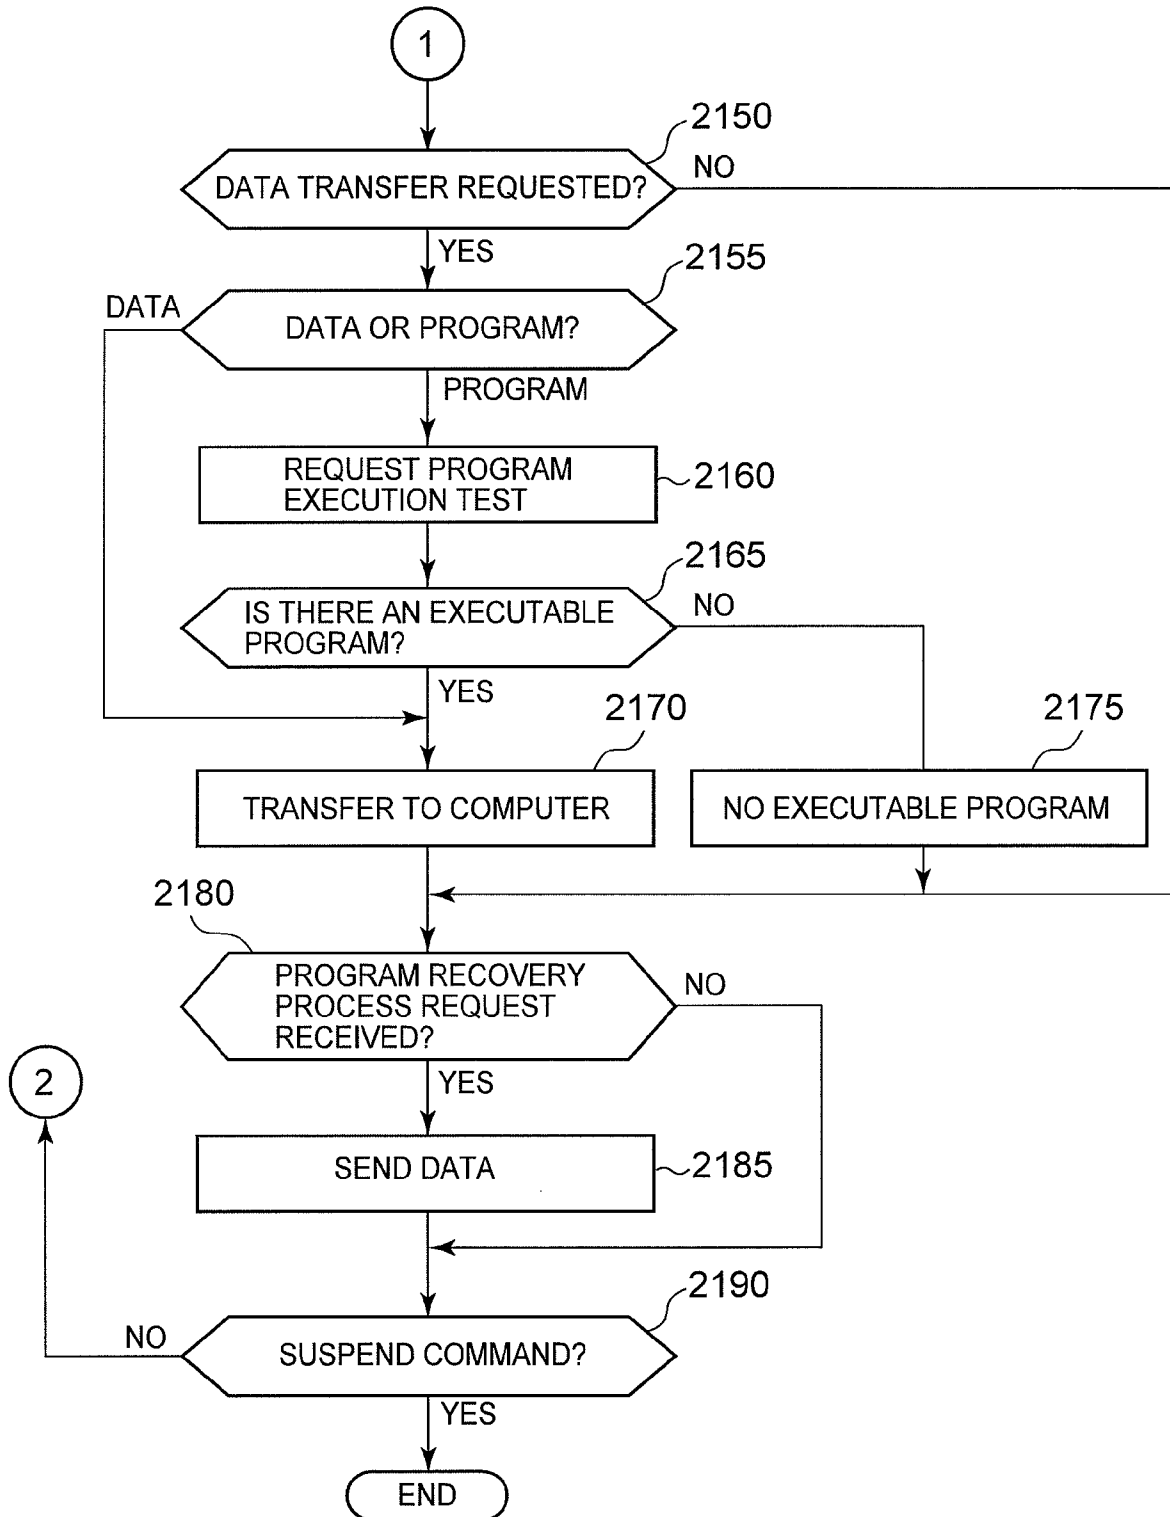 1
2150
DATA TRANSFER REQUESTED?
NO
YES
2155
DATA
DATA OR PROGRAM?
PROGRAM
REQUEST PROGRAM
EXECUTION TEST
2160
2165
IS THERE AN EXECUTABLE
PROGRAM?
NO
YES
2170
2175
TRANSFER TO COMPUTER
NO EXECUTABLE PROGRAM
2180
PROGRAM RECOVERY
PROCESS REQUEST
RECEIVED?
NO
2
YES
SEND DATA
2185
2190
NO
SUSPEND COMMAND?
YES
END